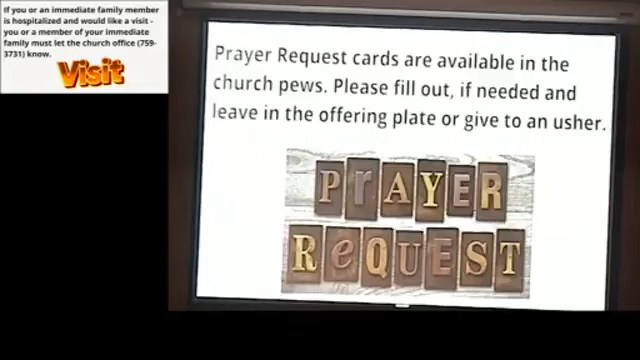 If you or an immediate family member
is hospitalized and would like a visit -
you or a member of your immediate
family must let the church office (759-
3731) know.
Visit
Prayer Request cards are available in the
church pews. Please fill out, if needed and
leave in the offering plate or give to an usher.
PrAYER
ReQUEST